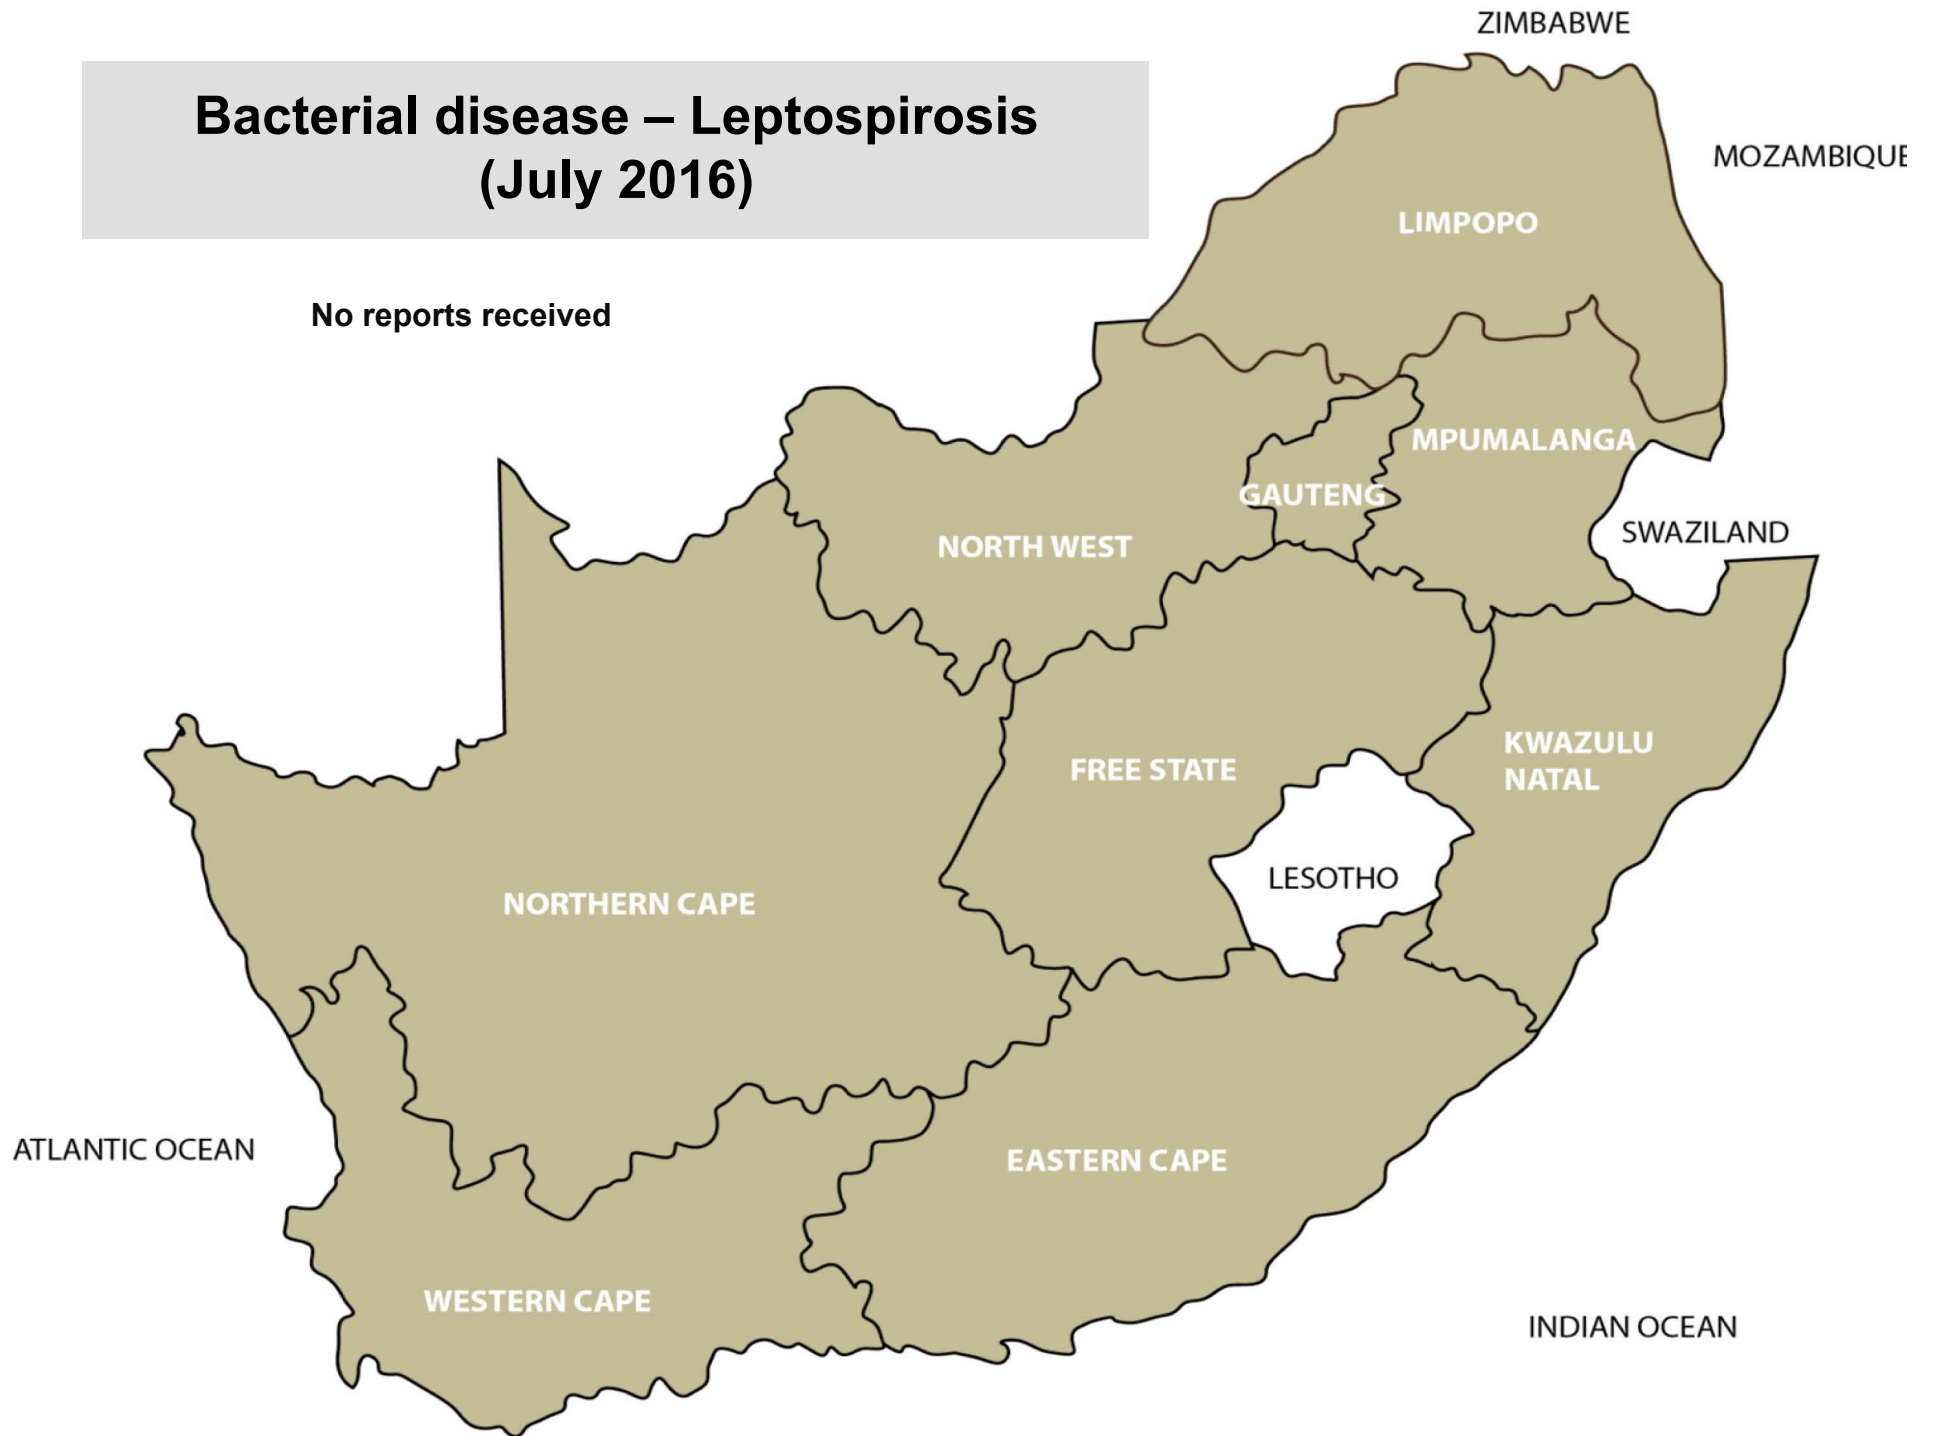 ZIMBABWE
Bacterial disease – Leptospirosis
(July 2016)
MOZAMBIQUE
LIMPOPO
No reports received
MPUMALANGA
GAUTENG
SWAZILAND
NORTH WEST
KWAZULU
NATAL
FREE STATE
LESOTHO
NORTHERN CAPE
ATLANTIC OCEAN
EASTERN CAPE
WESTERN CAPE
INDIAN OCEAN